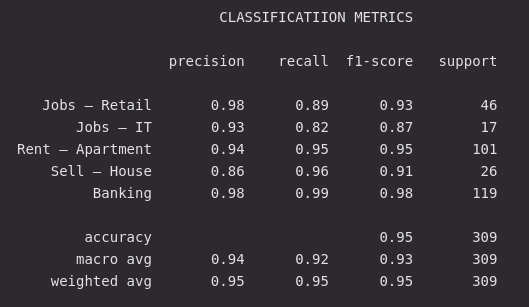 CLASSIFICATIION METRICS
precision recall f1-score support
Jobs – Retail 0.98 0.89 0.93 46
Jobs – IT 0.93 0.82 0.87 17
Rent – Apartment 0.94 0.95 0.95 101
Sell – House 0.86 0.96 0.91 26
Banking 0.98 0.99 0.98 119
accuracy 0.95 309
macro avg 0.94 0.92 0.93 309
weighted avg 0.95 0.95 0.95 309